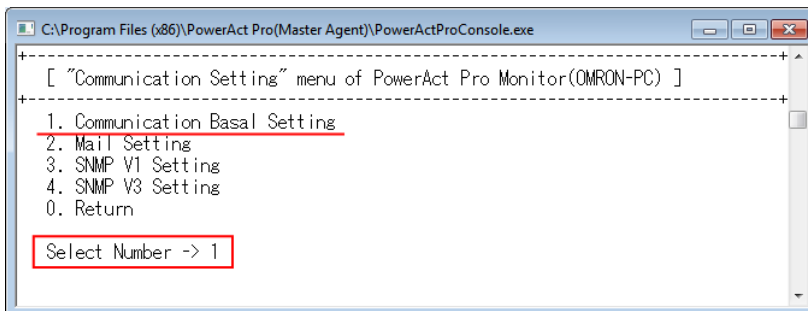 C:\Program Files (x86)\PowerAct Pro(Master Agent)\PowerActProConsole.exe
[ "Communication Setting" menu of PowerAct Pro Monitor(OMRON-PC) ]
1. Communication Basal Setting
2. Mail Setting
3. SNMP V1 Setting
4. SNMP V3 Setting
0. Return
Select Number -> 1